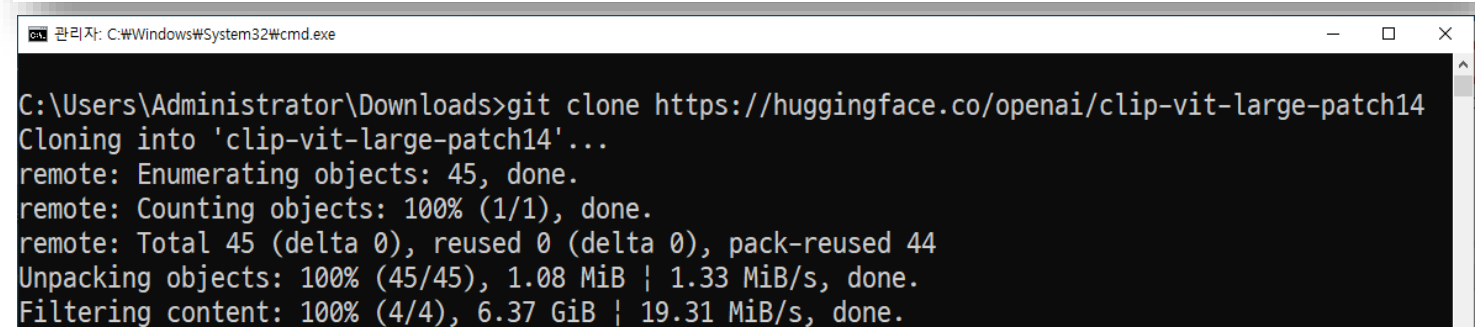 관리자: C:₩Windows₩System32₩cmd.exe
C:\Users\Administrator\Downloads>git clone https://huggingface.co/openai/clip-vit-large-patch14
Cloning into 'clip-vit-large-patch14'...
remote: Enumerating objects: 45, done.
remote: Counting objects: 100% (1/1), done.
remote: Total 45 (delta 0), reused 0 (delta 0), pack-reused 44
Unpacking objects: 100% (45/45), 1.08 MiB ¦ 1.33 MiB/s, done.
Filtering content: 100% (4/4), 6.37 GiB ¦ 19.31 MiB/s, done.